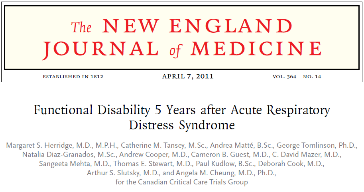 The NEW ENGLAND
JOURNAL of MEDICINE
ESTABLISHED IN 1812 APRIL 7, 2011 VOL. 364 NO. 14
Functional Disability 5 Years after Acute Respiratory
Distress Syndrome
Margaret S. Herridge, M.D., M.P.H., Catherine M. Tansey, M.Sc., Andrea Matté, B.Sc., George Tomlinson, Ph.D.,
Natalia Diaz-Granados, M.Sc., Andrew Cooper, M.D., Cameron B. Guest, M.D., C. David Mazer, M.D.,
Sangeeta Mehta, M.D., Thomas E. Stewart, M.D., Paul Kudlow, B.Sc., Deborah Cook, M.D.,
Arthur S. Slutsky, M.D., and Angela M. Cheung, M.D., Ph.D.,
for the Canadian Critical Care Trials Group